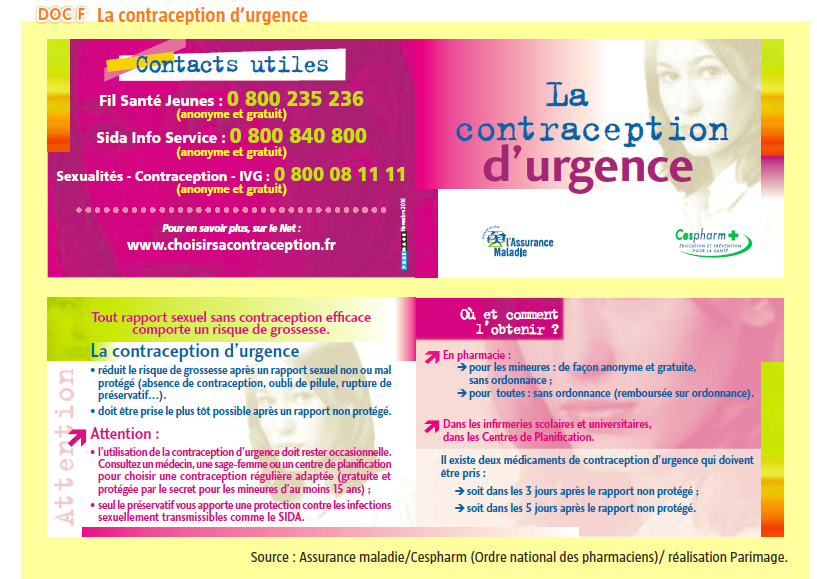 DOC F La contraception d'urgence
Contacts utiles
Fil Santé Jeunes : 0 800 235 236
(anonyme et gratuit)
Sida Info Service : 0 800 840 800
(anonyme et gratuit)
Sexualités - Contraception - IVG : 0 800 08 11 11
(anonyme et gratuit)
Pour en savoir plus, sur le Net :
www.choisirsacontraception.fr
PARIMAGE Novembre 2016
La
contraception
d'urgence
l'Assurance
Maladie
Cespharm
ÉDUCATION ET PRÉVENTION
POUR LA SANTÉ
Tout rapport sexuel sans contraception efficace
comporte un risque de grossesse.
La contraception d'urgence
• réduit le risque de grossesse après un rapport sexuel non ou mal
protégé (absence de contraception, oubli de pilule, rupture de
préservatif...).
• doit être prise le plus tôt possible après un rapport non protégé.
Attention
Attention :
• l'utilisation de la contraception d'urgence doit rester occasionnelle.
Consultez un médecin, une sage-femme ou un centre de planification
pour choisir une contraception régulière adaptée (gratuite et
protégée par le secret pour les mineures d'au moins 15 ans) ;
• seul le préservatif vous apporte une protection contre les infections
sexuellement transmissibles comme le SIDA.
Où et comment
l'obtenir ?
En pharmacie :
➔ pour les mineures : de façon anonyme et gratuite,
sans ordonnance ;
➔ pour toutes : sans ordonnance (remboursée sur ordonnance).
Dans les infirmeries scolaires et universitaires,
dans les Centres de Planification.
Il existe deux médicaments de contraception d'urgence qui doivent
être pris :
➔ soit dans les 3 jours après le rapport non protégé ;
➔ soit dans les 5 jours après le rapport non protégé.
Source : Assurance maladie/Cespharm (Ordre national des pharmaciens)/ réalisation Parimage.